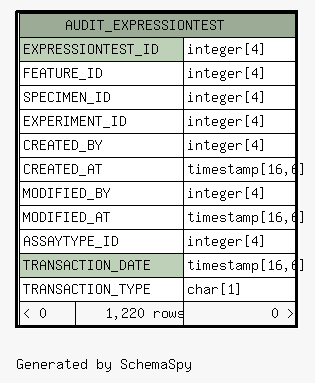 AUDIT_EXPRESSIONTEST
EXPRESSIONTEST_ID integer[4]
FEATURE_ID integer[4]
SPECIMEN_ID integer[4]
EXPERIMENT_ID integer[4]
CREATED_BY integer[4]
CREATED_AT timestamp[16,6]
MODIFIED_BY integer[4]
MODIFIED_AT timestamp[16,6]
ASSAYTYPE_ID integer[4]
TRANSACTION_DATE timestamp[16,6]
TRANSACTION_TYPE char[1]
< 0 1,220 rows 0 >
Generated by SchemaSpy